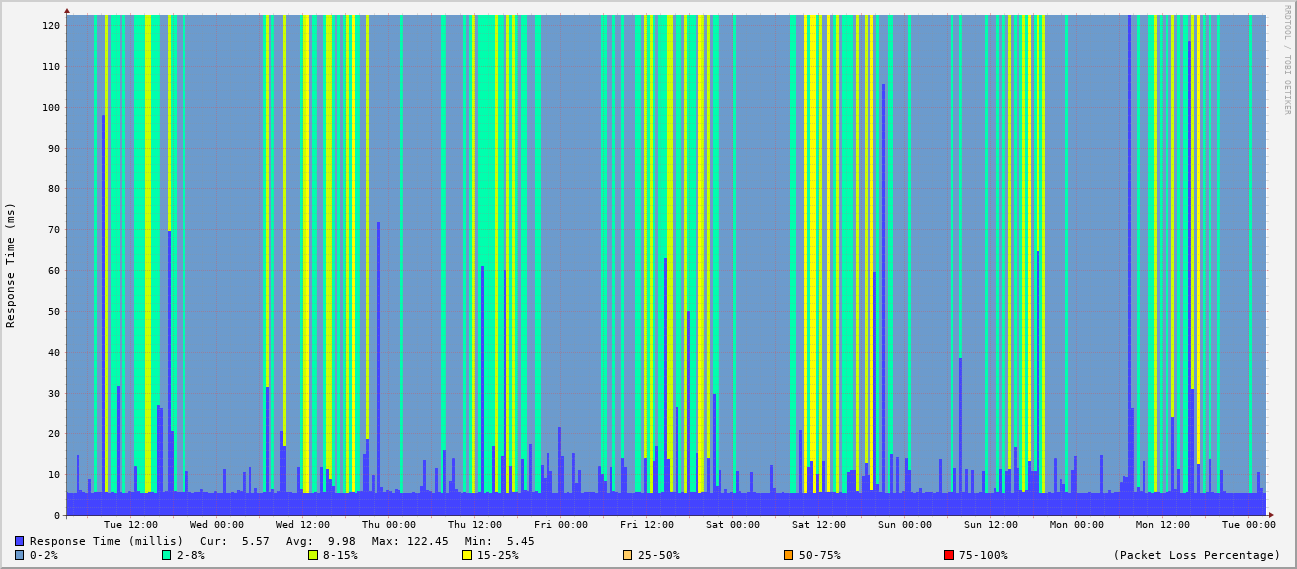 RRDTOOL / TOBI OETIKER
Response Time (ms)
120
110
100
90
80
70
60
50
40
30
20
10
0
Tue 12:00 Wed 00:00 Wed 12:00 Thu 00:00 Thu 12:00 Fri 00:00 Fri 12:00 Sat 00:00 Sat 12:00 Sun 00:00 Sun 12:00 Mon 00:00 Mon 12:00 Tue 00:00
Response Time (millis) Cur: 5.57 Avg: 9.98 Max: 122.45 Min: 5.45
0-2% 2-8% 8-15% 15-25% 25-50% 50-75% 75-100% (Packet Loss Percentage)